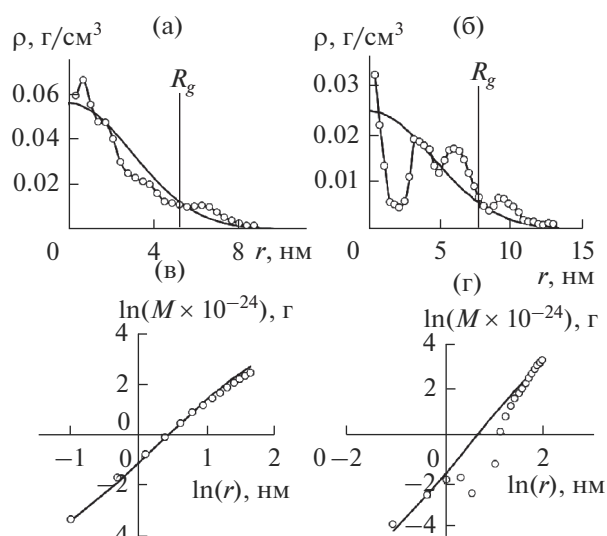 (а)
ρ, г/см³
0.06
0.04
0.02
0
4
8
r, нм
R_g
(б)
ρ, г/см³
0.03
0.02
0.01
0
5
10
15
r, нм
R_g
(в)
ln(M × 10⁻²⁴), г
4
2
0
0
−2
−4
−1
1
2
ln(r), нм
(г)
ln(M × 10⁻²⁴), г
4
2
0
0
−2
−4
−2
0
2
ln(r), нм